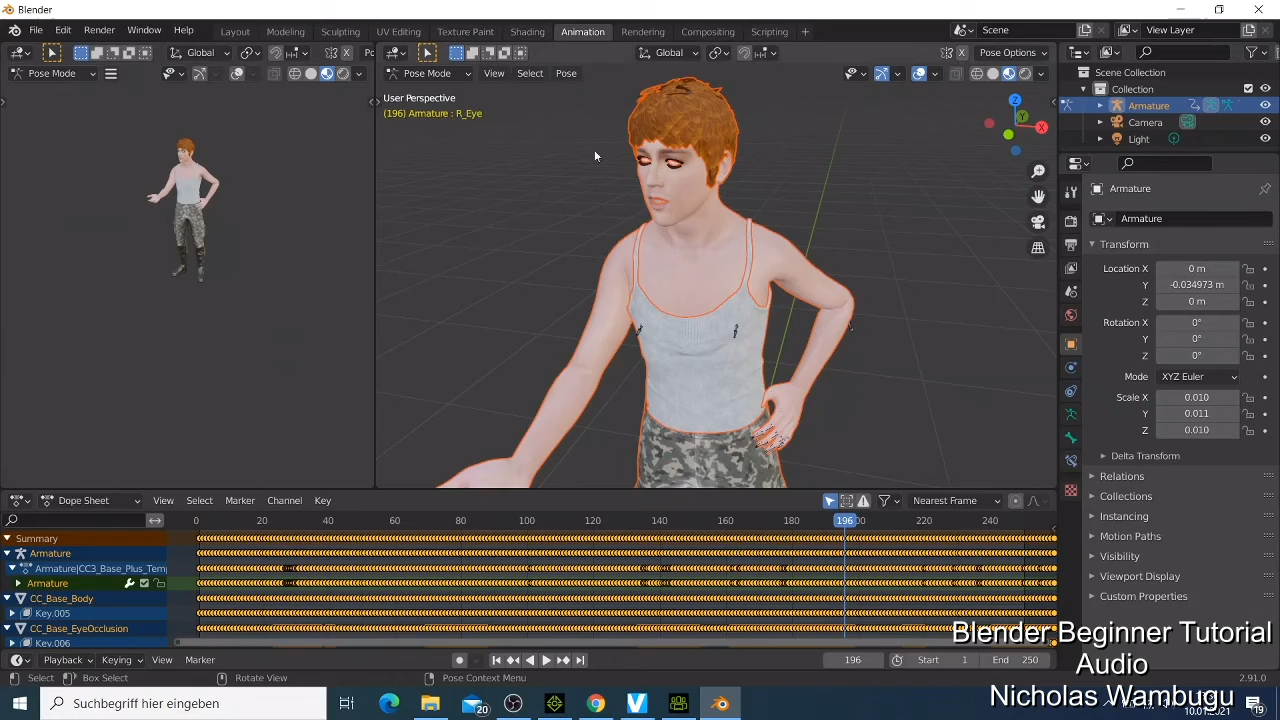 Blender
File Edit Render Window Help Layout Modeling Sculpting UV Editing Texture Paint Shading Animation Rendering Compositing Scripting + Scene View Layer
Global Global Pose Options
Pose Mode Pose Mode View Select Pose
User Perspective
(196) Armature : R_Eye
Z
Y
X
Scene Collection
Collection
Armature
Camera
Light
Armature
Armature
Transform
Location X 0 m
Y -0.034973 m
Z 0 m
Rotation X 0°
Y 0°
Z 0°
Mode XYZ Euler
Scale X 0.010
Y 0.011
Z 0.010
Delta Transform
Relations
Collections
Instancing
Motion Paths
Visibility
Viewport Display
Custom Properties
Dope Sheet View Select Marker Channel Key Nearest Frame
0 20 40 60 80 100 120 140 160 180 196 220 240
Summary
Armature
Armature|CC3_Base_Plus_Temp
Armature
CC_Base_Body
Key.005
CC_Base_EyeOcclusion
Key.006
Playback Keying View Marker 196 Start 1 End 250
Select Box Select Rotate View Pose Context Menu 2.91.0
Blender Beginner Tutorial
Audio
Nicholas Wambugu
Suchbegriff hier eingeben 20 10.01.2021 19